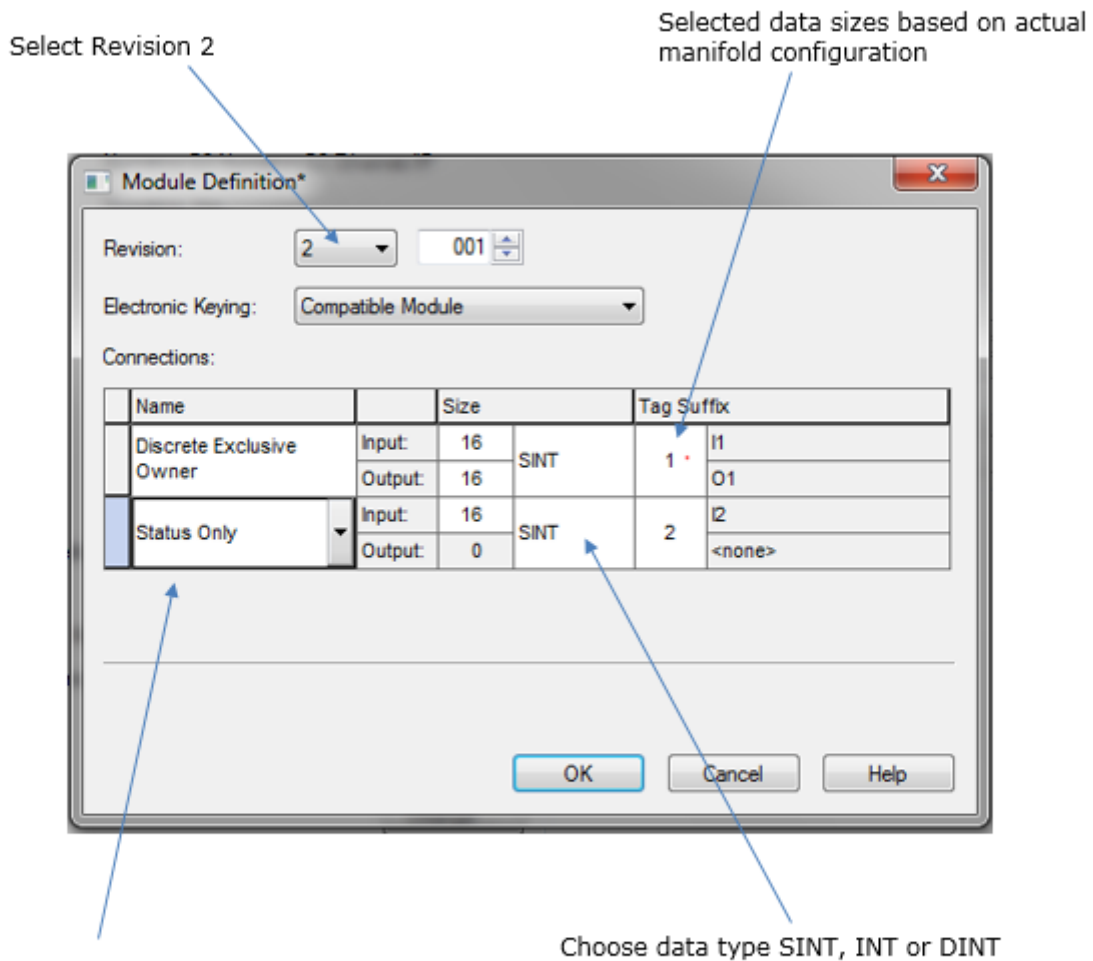 Select Revision 2
Selected data sizes based on actual
manifold configuration
Module Definition*
Revision:
2
001
Electronic Keying:
Compatible Module
Connections:
Name
Size
Tag Suffix
Discrete Exclusive
Owner
Input:
16
SINT
1 *
I1
Output:
16
O1
Status Only
Input:
16
SINT
2
I2
Output:
0
<none>
OK
Cancel
Help
Choose data type SINT, INT or DINT